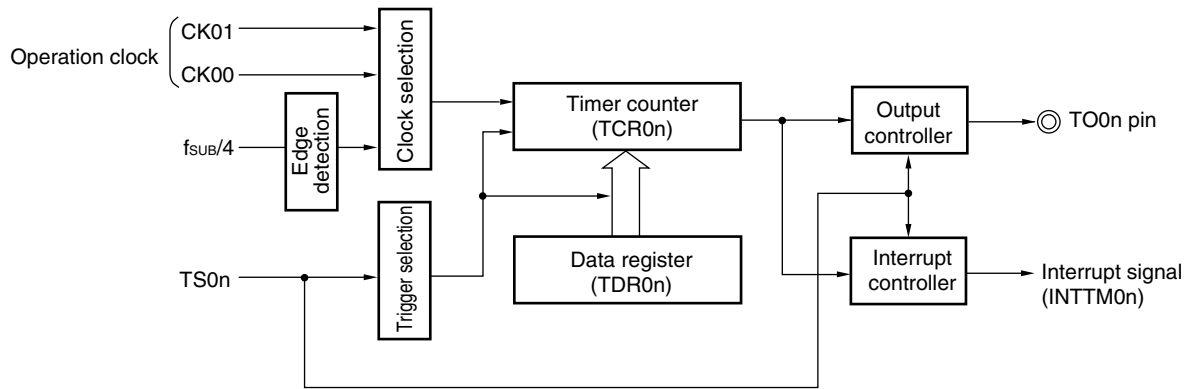 Operation clock
CK01
CK00
fSUB/4
Edge
detection
Clock selection
TS0n
Trigger selection
Timer counter
(TCR0n)
Data register
(TDR0n)
Output
controller
TO0n pin
Interrupt
controller
Interrupt signal
(INTTM0n)